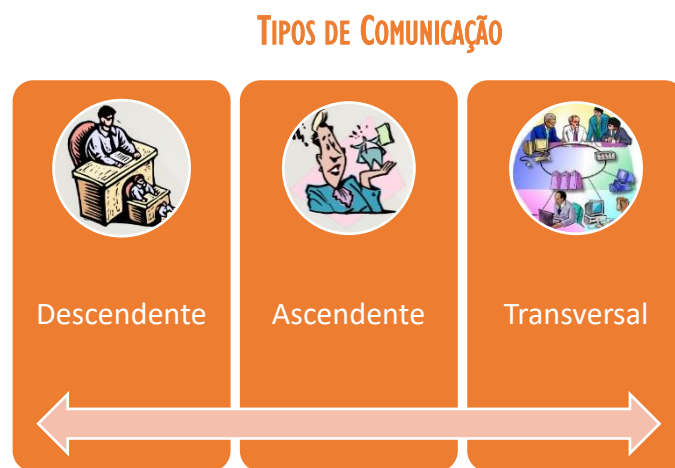 TIPOS DE COMUNICAÇÃO
Descendente
Ascendente
Transversal